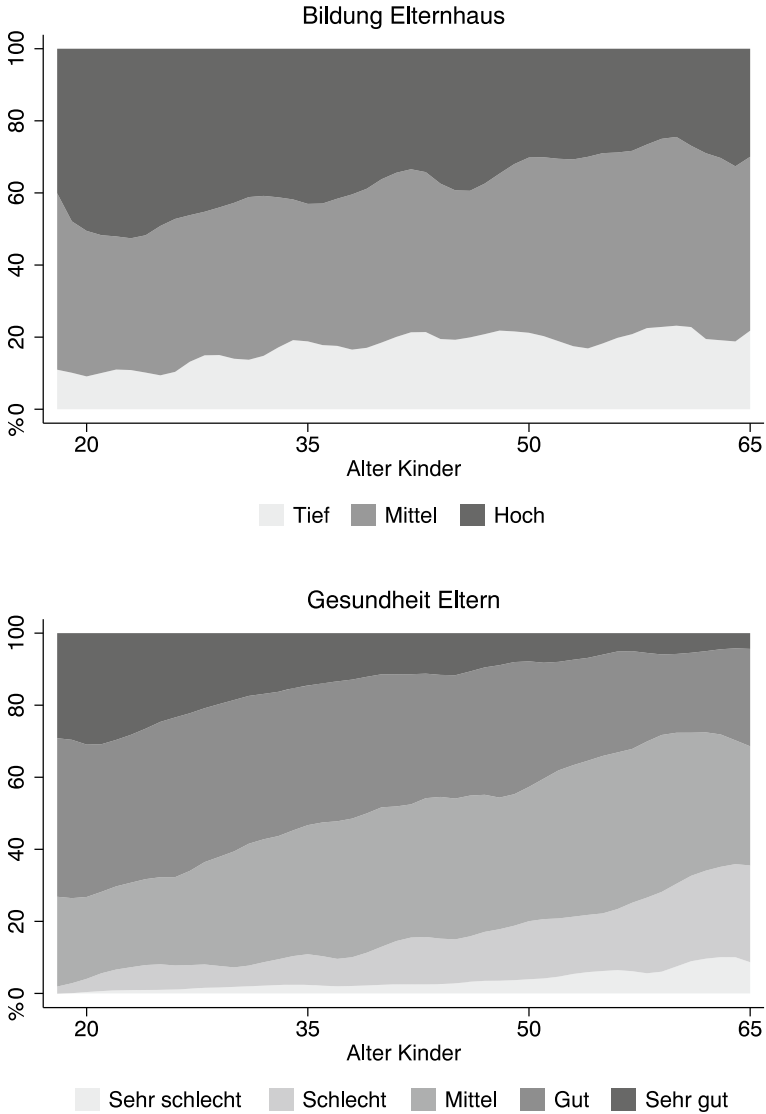 Bildung Elternhaus
100
80
60
40
20
%0
20 35 50 65
Alter Kinder
Tief Mittel Hoch
Gesundheit Eltern
100
80
60
40
20
%0
20 35 50 65
Alter Kinder
Sehr schlecht Schlecht Mittel Gut Sehr gut